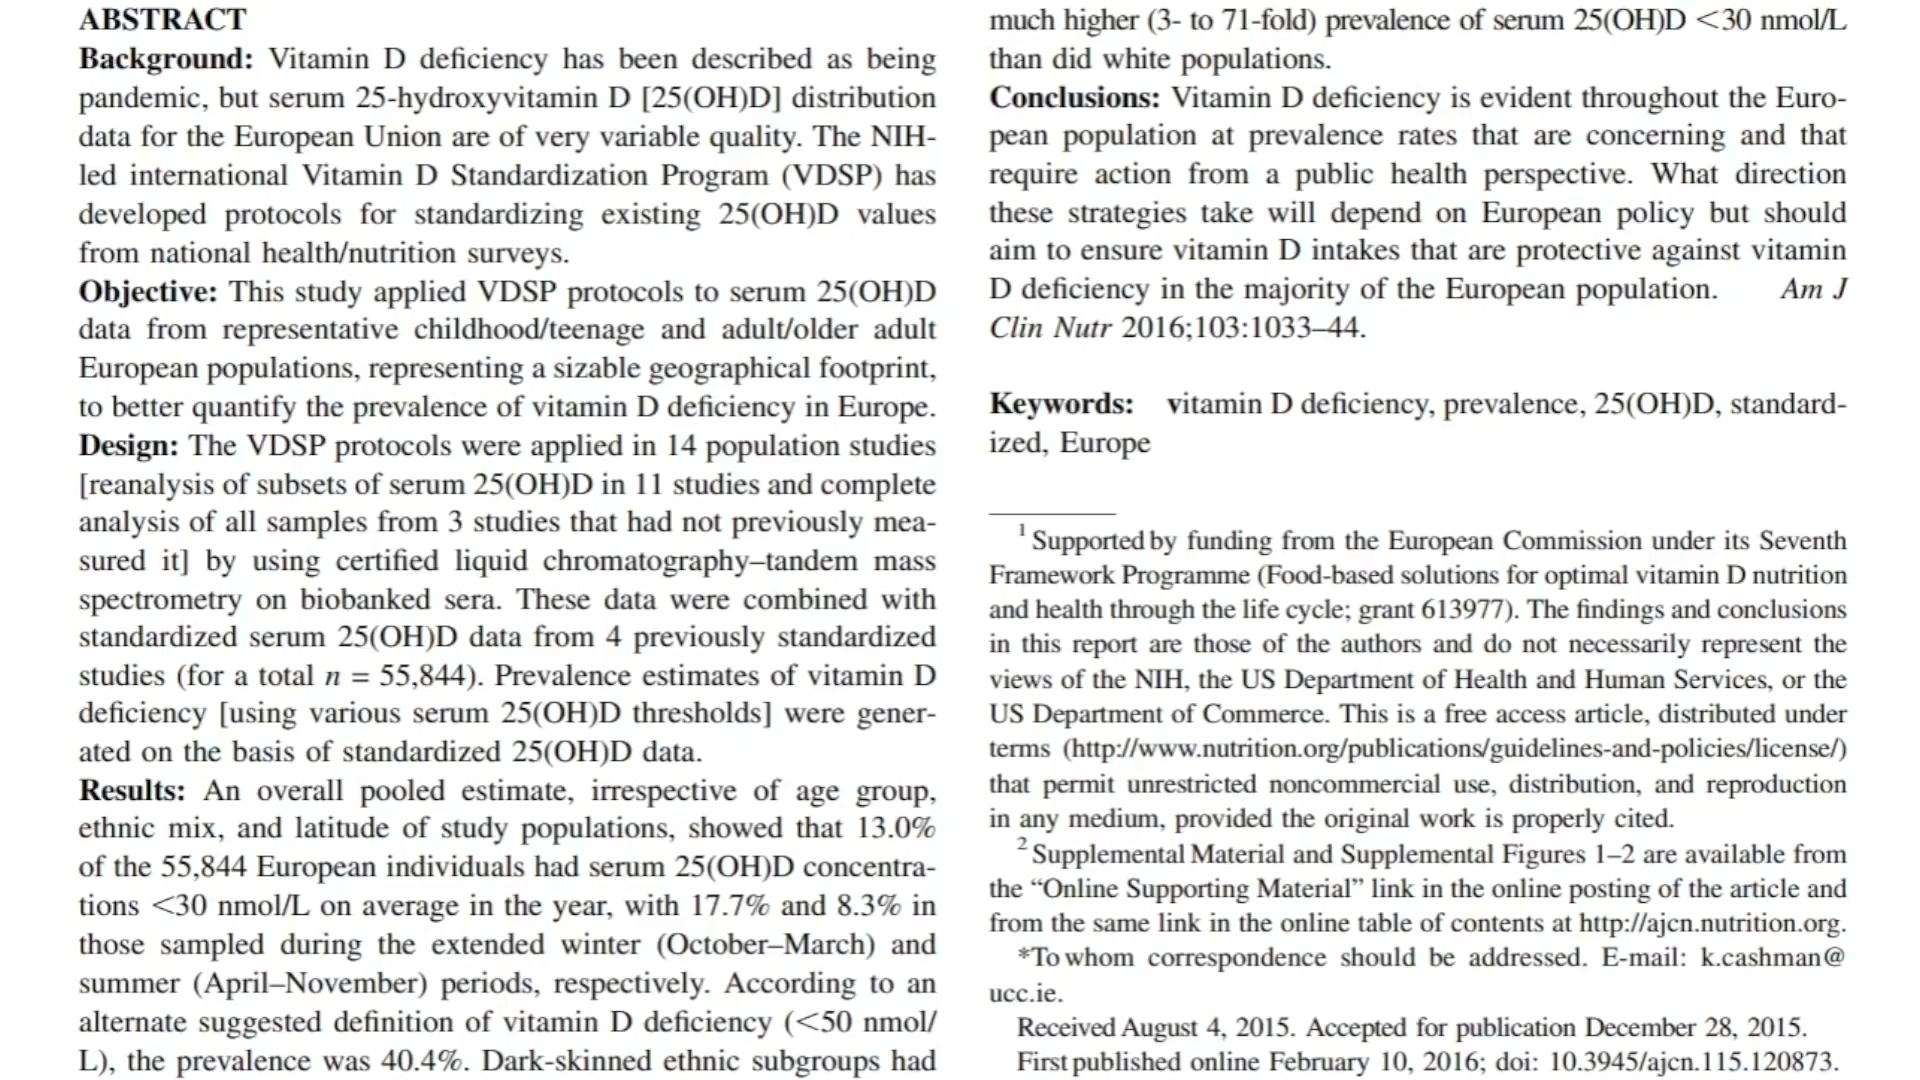 ABSTRACT
Background: Vitamin D deficiency has been described as being
pandemic, but serum 25-hydroxyvitamin D [25(OH)D] distribution
data for the European Union are of very variable quality. The NIH-
led international Vitamin D Standardization Program (VDSP) has
developed protocols for standardizing existing 25(OH)D values
from national health/nutrition surveys.
Objective: This study applied VDSP protocols to serum 25(OH)D
data from representative childhood/teenage and adult/older adult
European populations, representing a sizable geographical footprint,
to better quantify the prevalence of vitamin D deficiency in Europe.
Design: The VDSP protocols were applied in 14 population studies
[reanalysis of subsets of serum 25(OH)D in 11 studies and complete
analysis of all samples from 3 studies that had not previously mea-
sured it] by using certified liquid chromatography–tandem mass
spectrometry on biobanked sera. These data were combined with
standardized serum 25(OH)D data from 4 previously standardized
studies (for a total n = 55,844). Prevalence estimates of vitamin D
deficiency [using various serum 25(OH)D thresholds] were gener-
ated on the basis of standardized 25(OH)D data.
Results: An overall pooled estimate, irrespective of age group,
ethnic mix, and latitude of study populations, showed that 13.0%
of the 55,844 European individuals had serum 25(OH)D concentra-
tions <30 nmol/L on average in the year, with 17.7% and 8.3% in
those sampled during the extended winter (October–March) and
summer (April–November) periods, respectively. According to an
alternate suggested definition of vitamin D deficiency (<50 nmol/
L), the prevalence was 40.4%. Dark-skinned ethnic subgroups had
much higher (3- to 71-fold) prevalence of serum 25(OH)D <30 nmol/L
than did white populations.
Conclusions: Vitamin D deficiency is evident throughout the Euro-
pean population at prevalence rates that are concerning and that
require action from a public health perspective. What direction
these strategies take will depend on European policy but should
aim to ensure vitamin D intakes that are protective against vitamin
D deficiency in the majority of the European population. Am J
Clin Nutr 2016;103:1033–44.
Keywords: vitamin D deficiency, prevalence, 25(OH)D, standard-
ized, Europe
1 Supported by funding from the European Commission under its Seventh
Framework Programme (Food-based solutions for optimal vitamin D nutrition
and health through the life cycle; grant 613977). The findings and conclusions
in this report are those of the authors and do not necessarily represent the
views of the NIH, the US Department of Health and Human Services, or the
US Department of Commerce. This is a free access article, distributed under
terms (http://www.nutrition.org/publications/guidelines-and-policies/license/)
that permit unrestricted noncommercial use, distribution, and reproduction
in any medium, provided the original work is properly cited.
2 Supplemental Material and Supplemental Figures 1–2 are available from
the “Online Supporting Material” link in the online posting of the article and
from the same link in the online table of contents at http://ajcn.nutrition.org.
*To whom correspondence should be addressed. E-mail: k.cashman@
ucc.ie.
Received August 4, 2015. Accepted for publication December 28, 2015.
First published online February 10, 2016; doi: 10.3945/ajcn.115.120873.